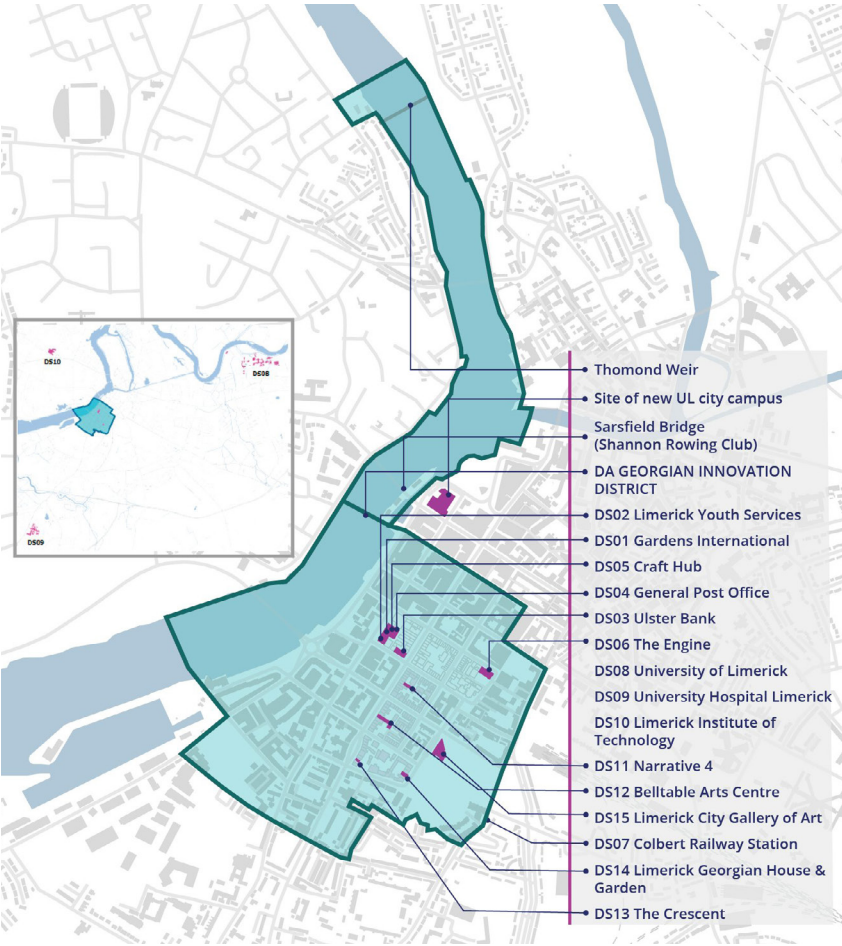 DS10
DS08
DS09
Thomond Weir
Site of new UL city campus
Sarsfield Bridge
(Shannon Rowing Club)
DA GEORGIAN INNOVATION
DISTRICT
DS02 Limerick Youth Services
DS01 Gardens International
DS05 Craft Hub
DS04 General Post Office
DS03 Ulster Bank
DS06 The Engine
DS08 University of Limerick
DS09 University Hospital Limerick
DS10 Limerick Institute of
Technology
DS11 Narrative 4
DS12 Belltable Arts Centre
DS15 Limerick City Gallery of Art
DS07 Colbert Railway Station
DS14 Limerick Georgian House &
Garden
DS13 The Crescent